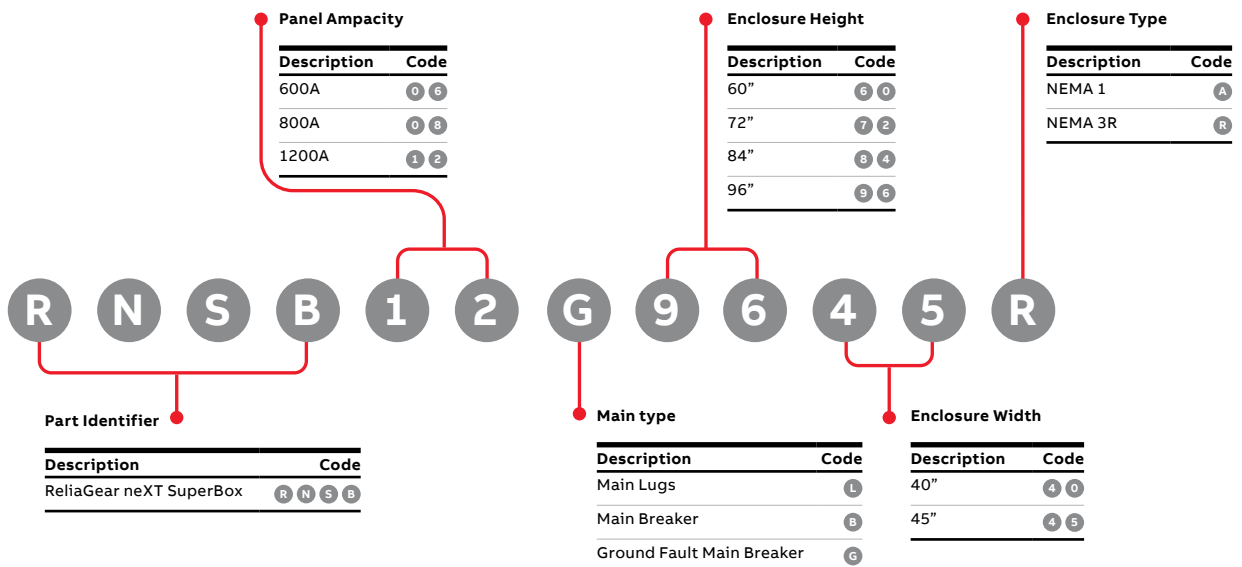 Panel Ampacity
Description Code
600A 0 6
800A 0 8
1200A 1 2
Enclosure Height
Description Code
60” 6 0
72” 7 2
84” 8 4
96” 9 6
Enclosure Type
Description Code
NEMA 1 A
NEMA 3R R
R N S B 1 2 G 9 6 4 5 R
Part Identifier
Description Code
ReliaGear neXT SuperBox R N S B
Main type
Description Code
Main Lugs L
Main Breaker B
Ground Fault Main Breaker G
Enclosure Width
Description Code
40” 4 0
45” 4 5